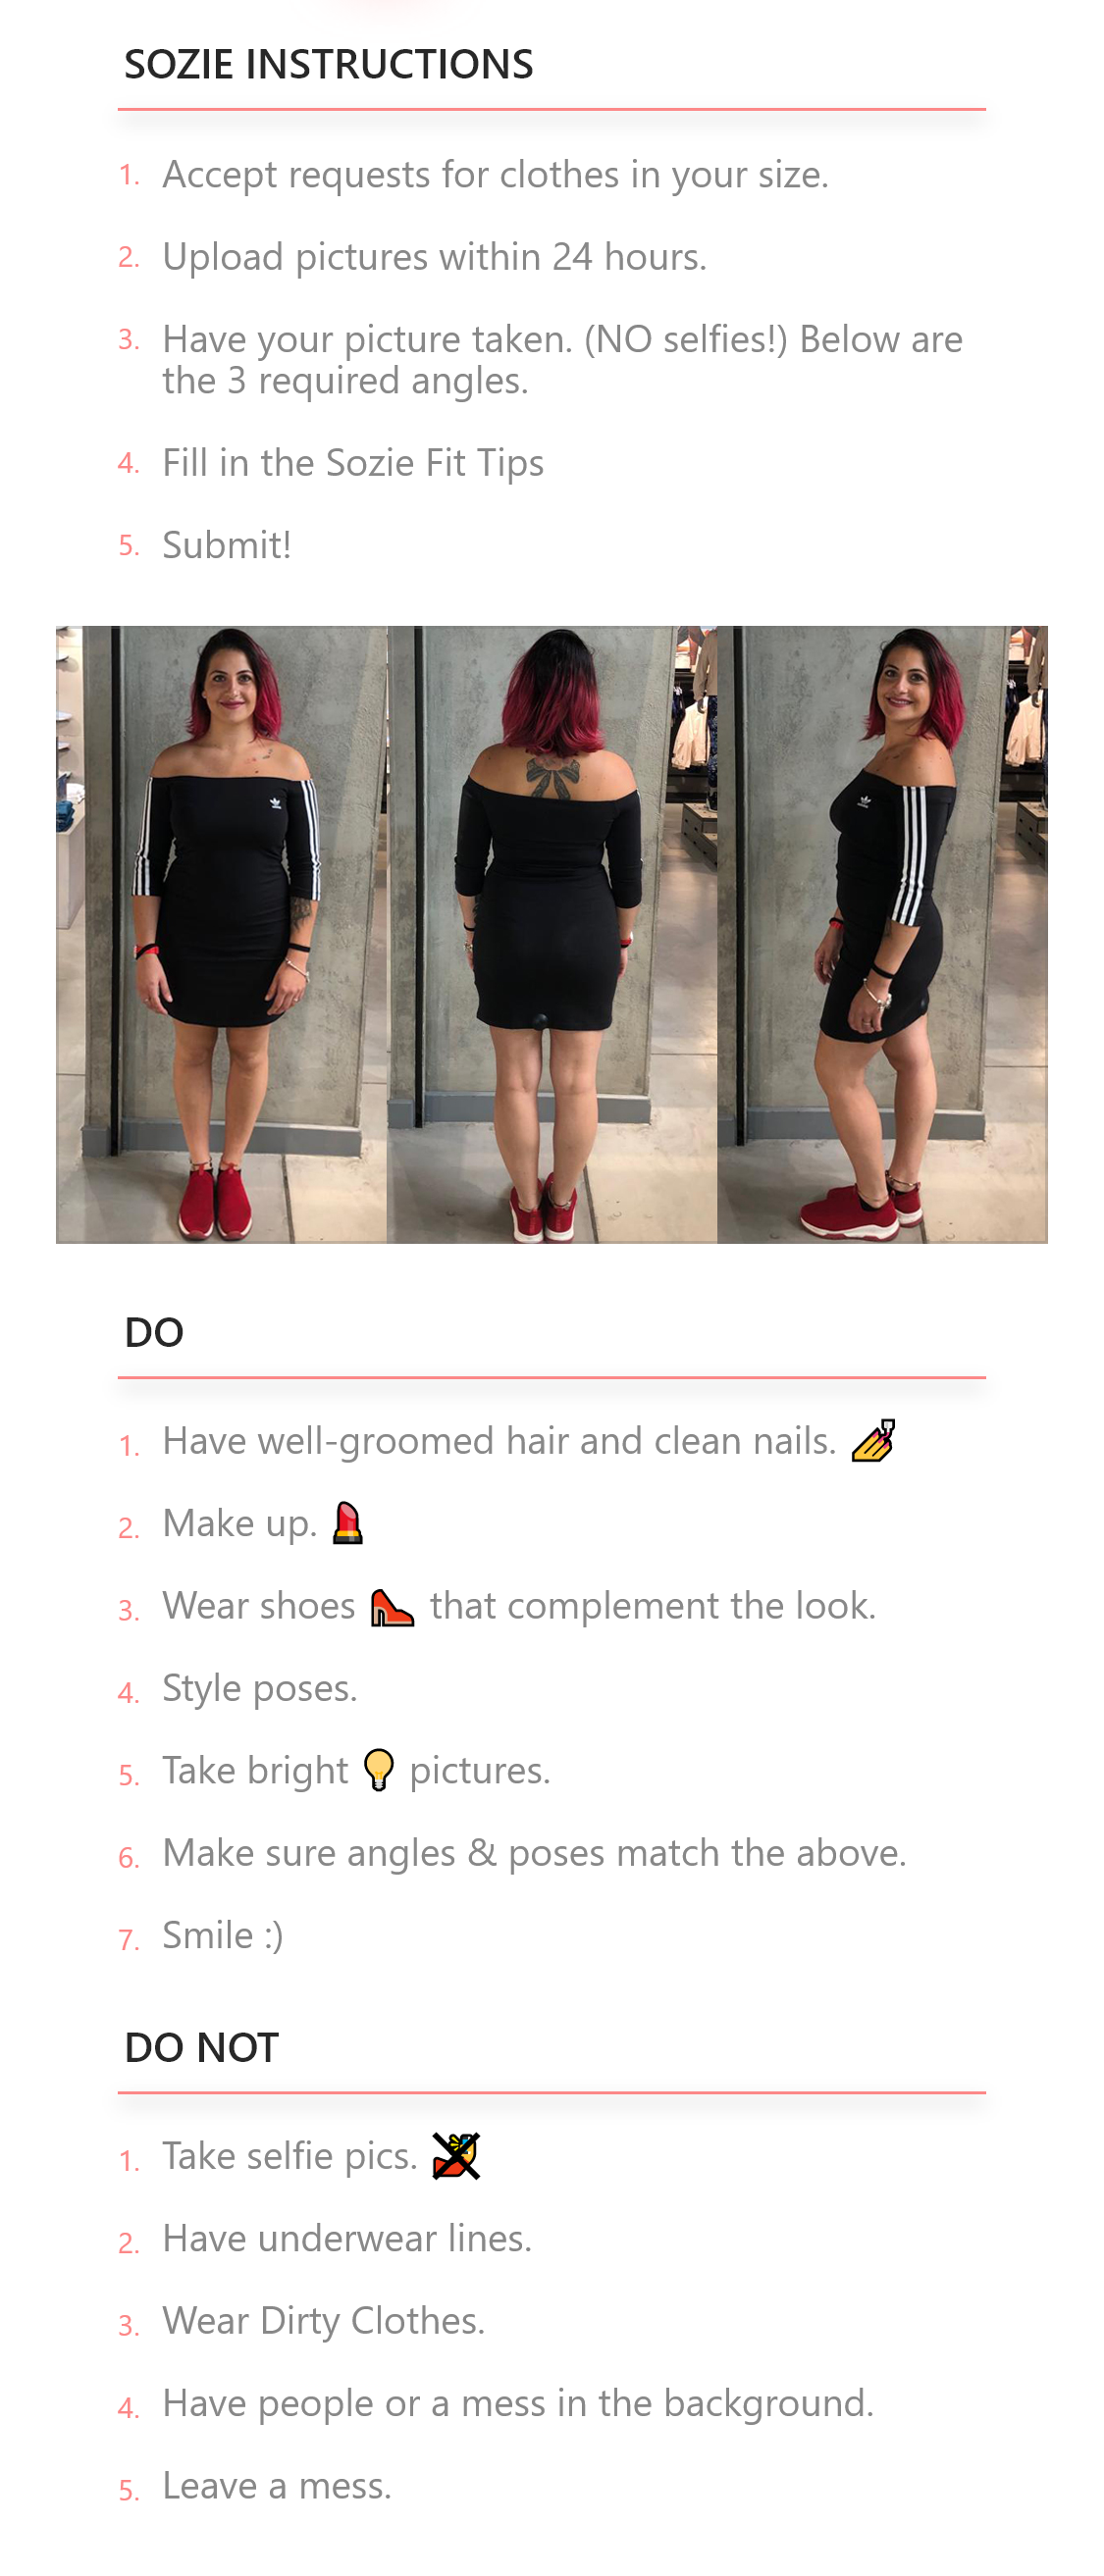 SOZIE INSTRUCTIONS
1. Accept requests for clothes in your size.
2. Upload pictures within 24 hours.
3. Have your picture taken. (NO selfies!) Below are
the 3 required angles.
4. Fill in the Sozie Fit Tips
5. Submit!
DO
1. Have well-groomed hair and clean nails. 💅
2. Make up. 💄
3. Wear shoes 👠 that complement the look.
4. Style poses.
5. Take bright 💡 pictures.
6. Make sure angles & poses match the above.
7. Smile :)
DO NOT
1. Take selfie pics.
2. Have underwear lines.
3. Wear Dirty Clothes.
4. Have people or a mess in the background.
5. Leave a mess.